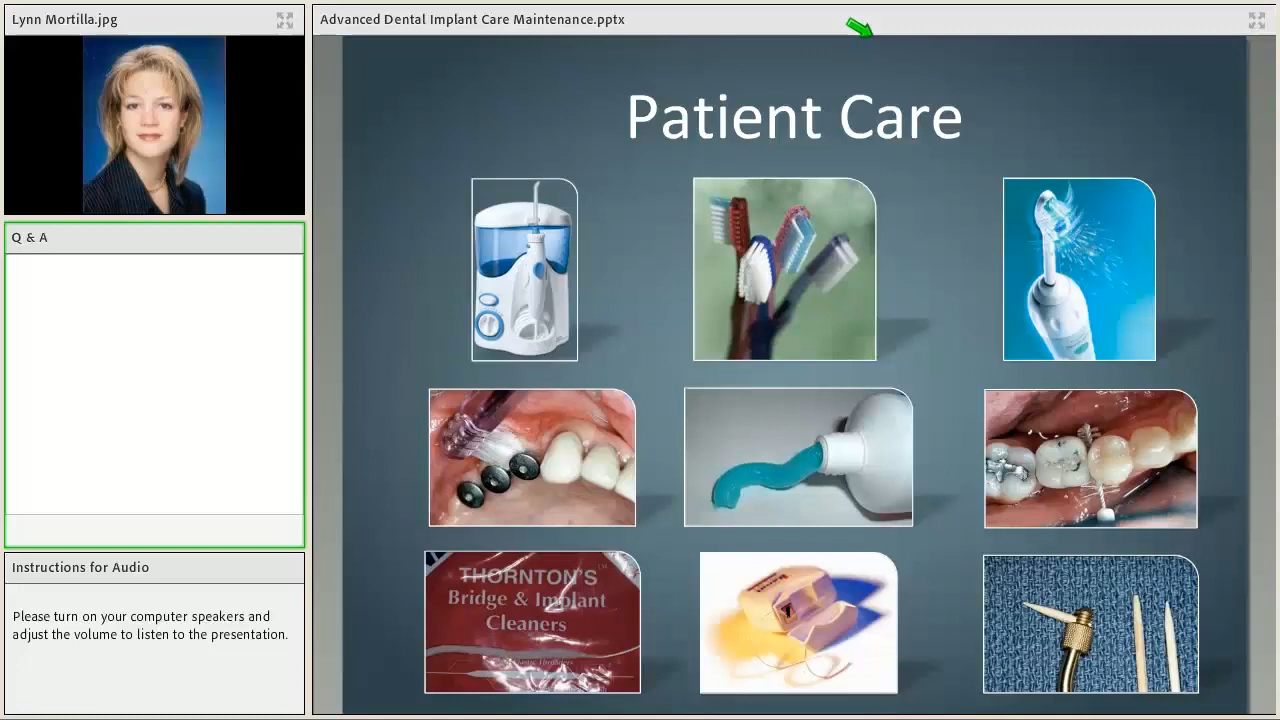 Lynn Mortilla.jpg
Advanced Dental Implant Care Maintenance.pptx
Patient Care
Q & A
Instructions for Audio
Please turn on your computer speakers and
adjust the volume to listen to the presentation.
THORNTON'S
Bridge & Implant
Cleaners